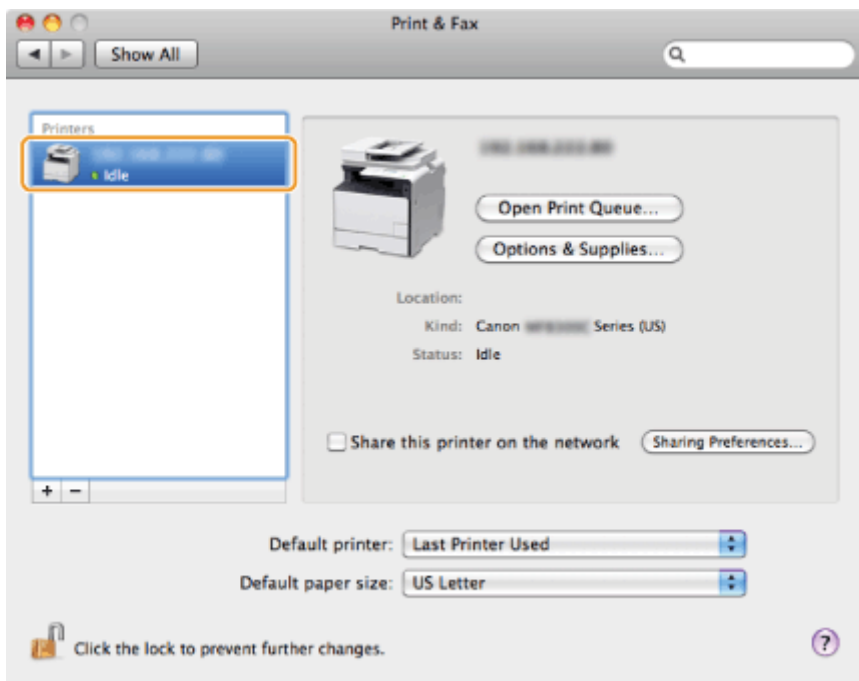 Print & Fax
Show All
Printers
Idle
Open Print Queue...
Options & Supplies...
Location:
Kind: Canon Series (US)
Status: Idle
Share this printer on the network Sharing Preferences...
+ −
Default printer: Last Printer Used
Default paper size: US Letter
Click the lock to prevent further changes.
?